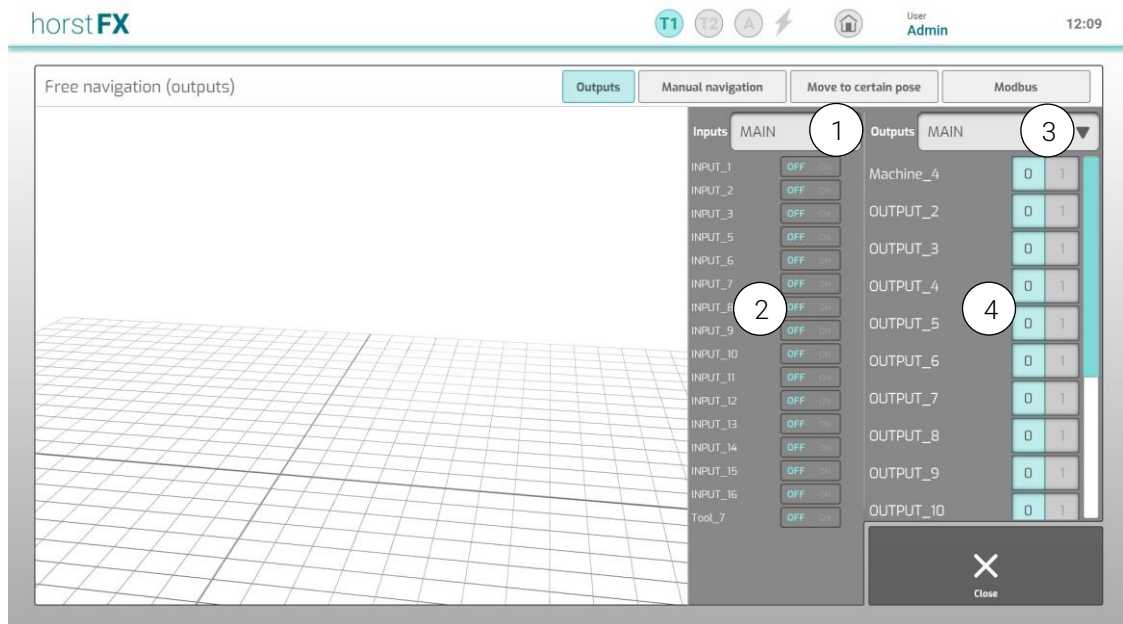 horstFX
T1 T2 A
User
Admin
12:09
Free navigation (outputs)
Outputs
Manual navigation
Move to certain pose
Modbus
Inputs MAIN 1
Outputs MAIN 3
INPUT_1 OFF ON
INPUT_2 OFF ON
INPUT_3 OFF ON
INPUT_5 OFF ON
INPUT_6 OFF ON
INPUT_7 OFF ON
INPUT_8 OFF ON
INPUT_9 OFF ON
INPUT_10 OFF ON
INPUT_11 OFF ON
INPUT_12 OFF ON
INPUT_13 OFF ON
INPUT_14 OFF ON
INPUT_15 OFF ON
INPUT_16 OFF ON
Tool_7 OFF ON
2
Machine_4 0 1
OUTPUT_2 0 1
OUTPUT_3 0 1
OUTPUT_4 0 1
OUTPUT_5 0 1
OUTPUT_6 0 1
OUTPUT_7 0 1
OUTPUT_8 0 1
OUTPUT_9 0 1
OUTPUT_10 0 1
4
Close